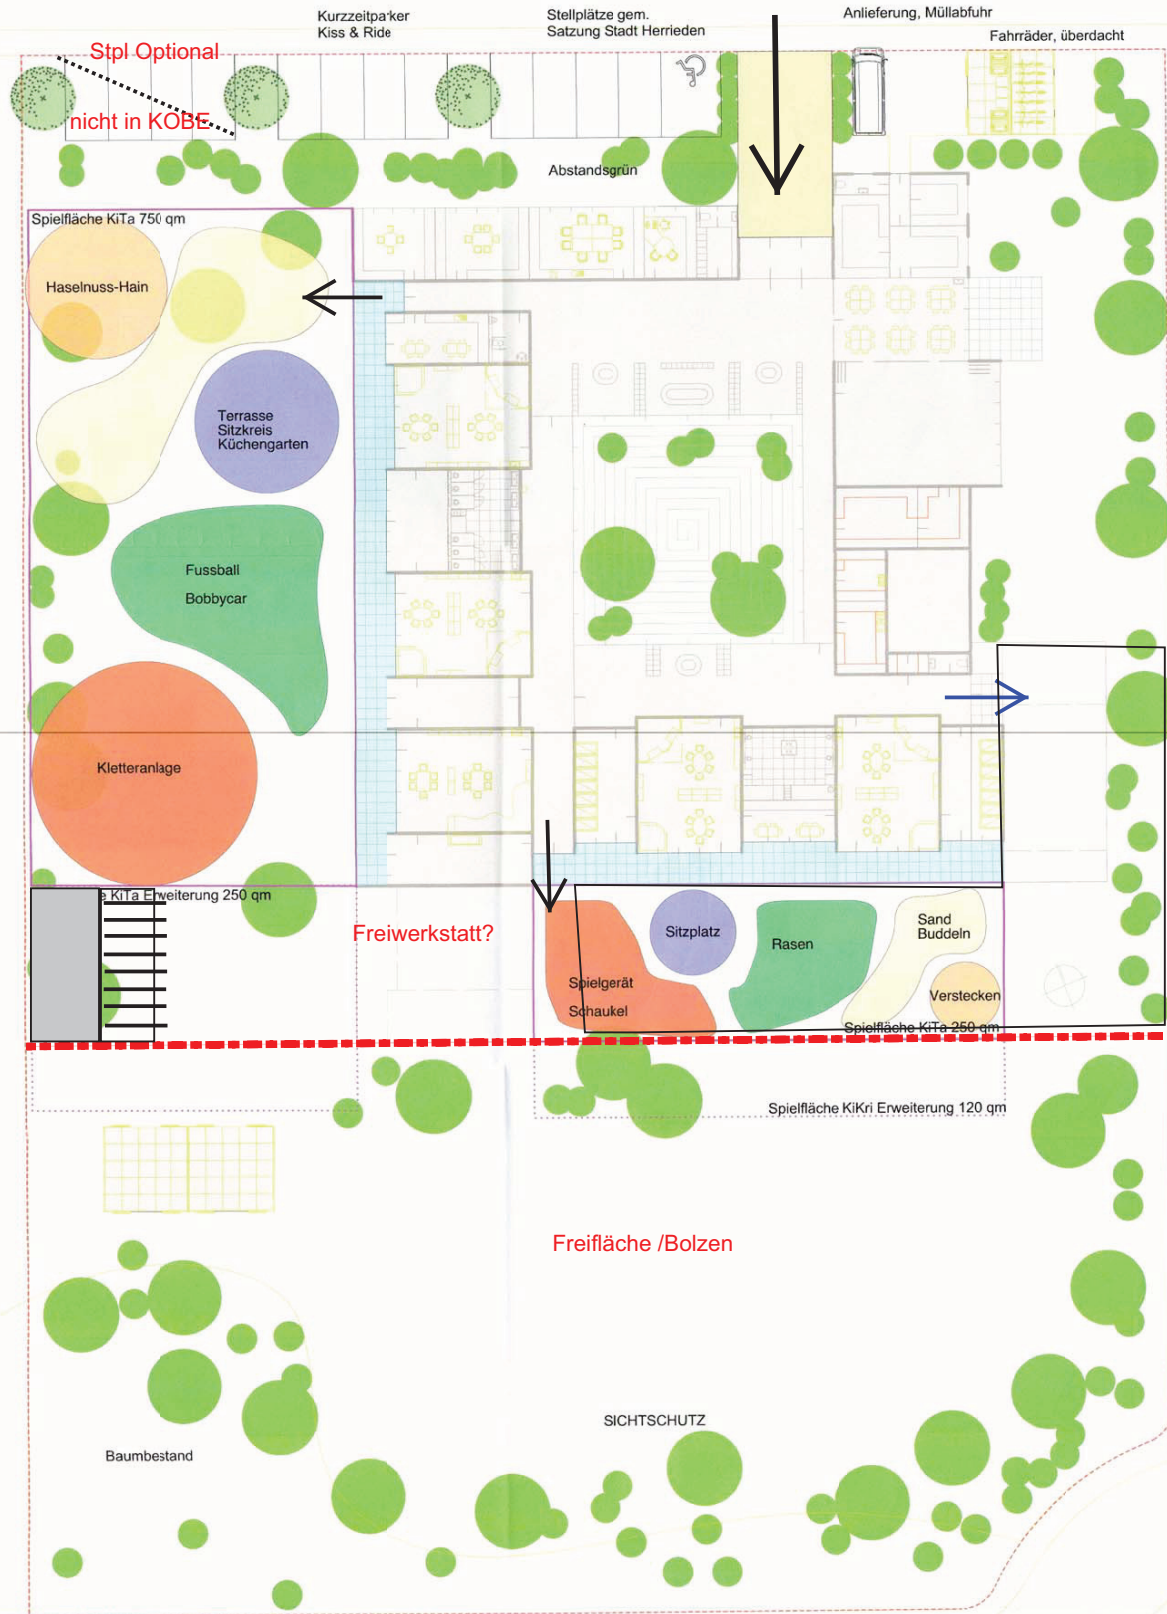 Kurzzeitparker
Kiss & Ride
Stellplätze gem.
Satzung Stadt Herrieden
Anlieferung, Müllabfuhr
Fahrräder, überdacht
Stpl Optional
nicht in KOBE
Abstandsgrün
Spielfläche KiTa 750 qm
Haselnuss-Hain
Terrasse
Sitzkreis
Küchengarten
Fussball
Bobbycar
Kletteranlage
e KiTa Erweiterung 250 qm
Freiwerkstatt?
Sitzplatz
Rasen
Sand
Buddeln
Spielgerät
Schaukel
Verstecken
Spielfläche KiTa 250 qm
Spielfläche KiKri Erweiterung 120 qm
Freifläche /Bolzen
SICHTSCHUTZ
Baumbestand